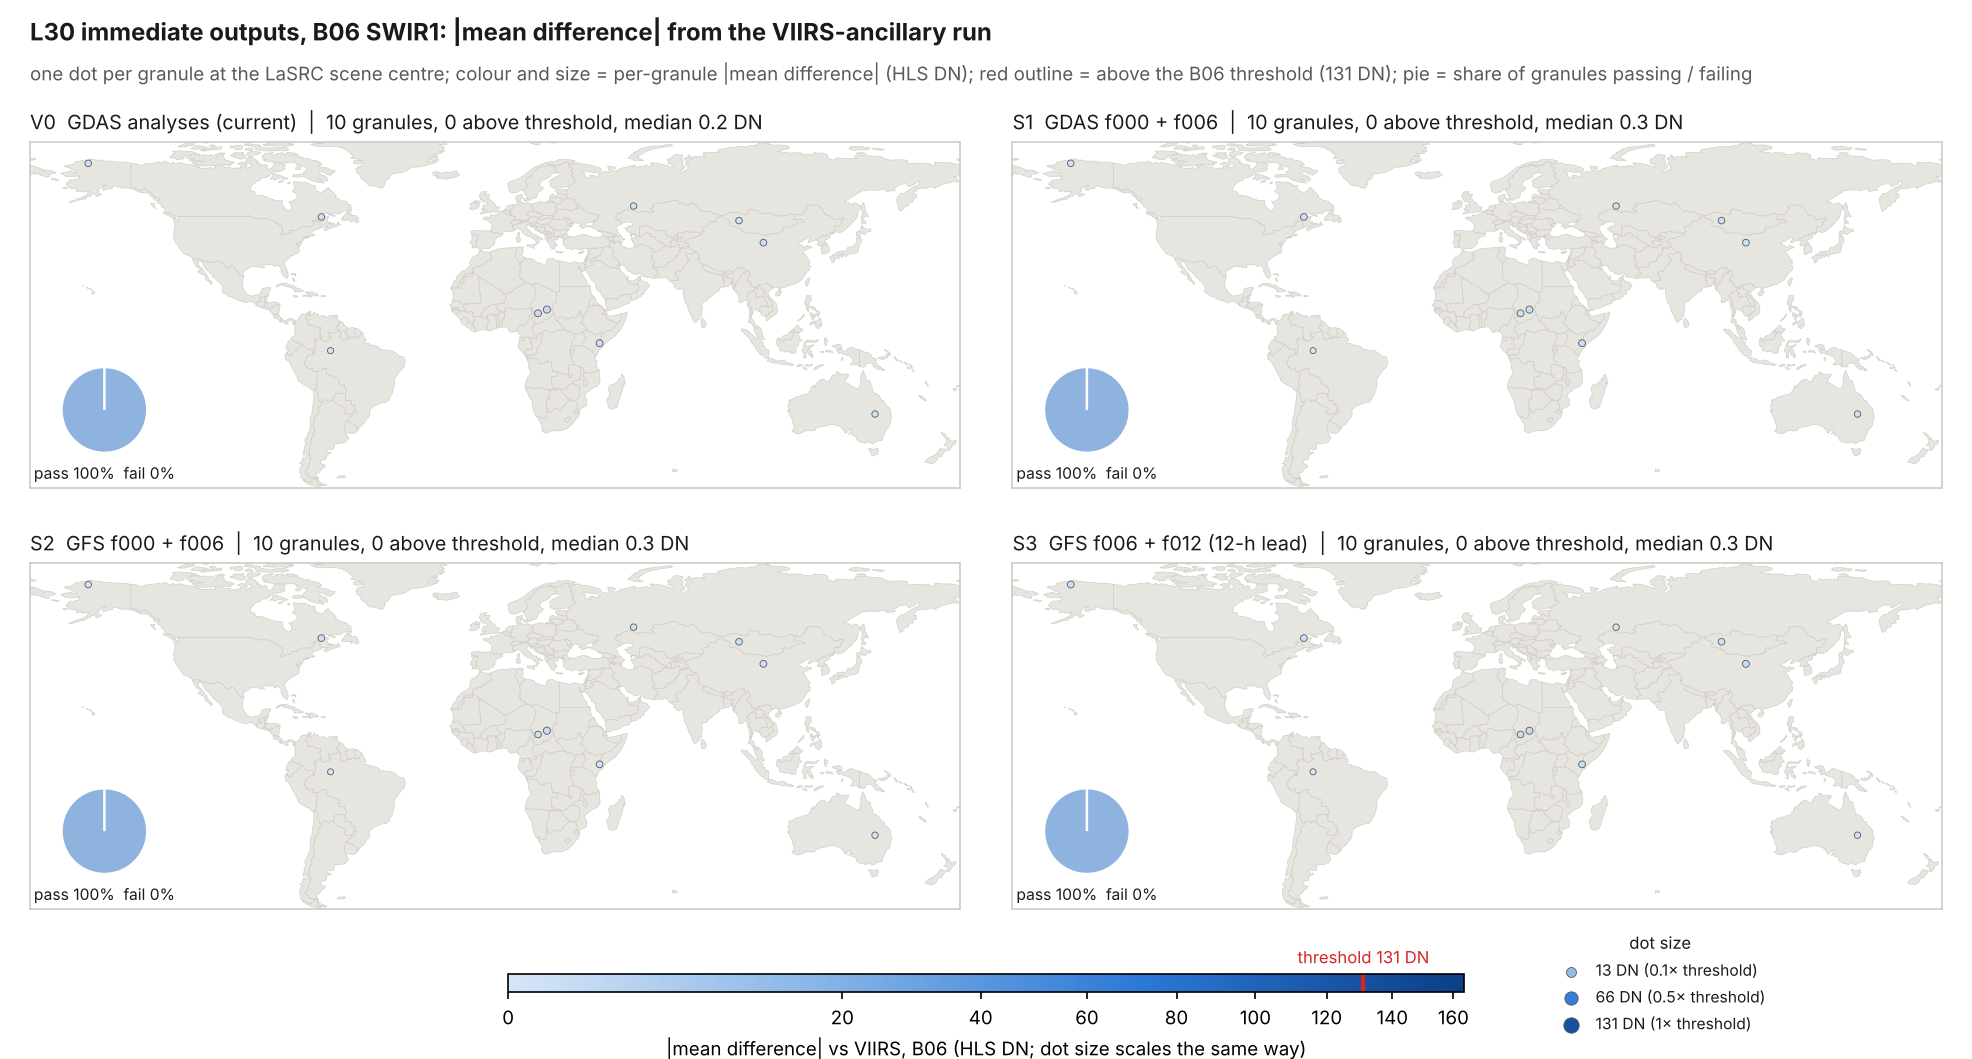 L30 immediate outputs, B06 SWIR1: |mean difference| from the VIIRS-ancillary run
one dot per granule at the LaSRC scene centre; colour and size = per-granule |mean difference| (HLS DN); red outline = above the B06 threshold (131 DN); pie = share of granules passing / failing
V0  GDAS analyses (current)  |  10 granules, 0 above threshold, median 0.2 DN
pass 100%  fail 0%
S1  GDAS f000 + f006  |  10 granules, 0 above threshold, median 0.3 DN
pass 100%  fail 0%
S2  GFS f000 + f006  |  10 granules, 0 above threshold, median 0.3 DN
pass 100%  fail 0%
S3  GFS f006 + f012 (12-h lead)  |  10 granules, 0 above threshold, median 0.3 DN
pass 100%  fail 0%
threshold 131 DN
0 20 40 60 80 100 120 140 160
|mean difference| vs VIIRS, B06 (HLS DN; dot size scales the same way)
dot size
13 DN (0.1× threshold)
66 DN (0.5× threshold)
131 DN (1× threshold)